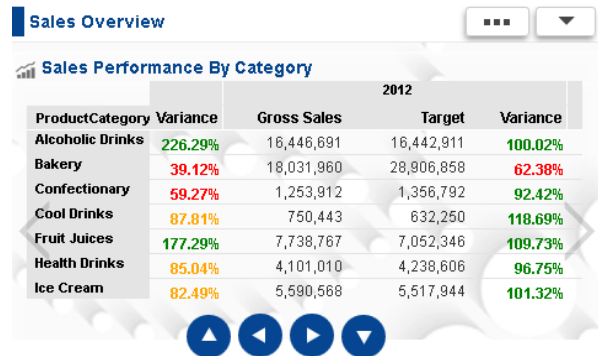 Sales Overview
Sales Performance By Category
2012
ProductCategory Variance Gross Sales Target Variance
Alcoholic Drinks 226.29% 16,446,691 16,442,911 100.02%
Bakery 39.12% 18,031,960 28,906,858 62.38%
Confectionary 59.27% 1,253,912 1,356,792 92.42%
Cool Drinks 87.81% 750,443 632,250 118.69%
Fruit Juices 177.29% 7,738,767 7,052,346 109.73%
Health Drinks 85.04% 4,101,010 4,238,606 96.75%
Ice Cream 82.49% 5,590,568 5,517,944 101.32%